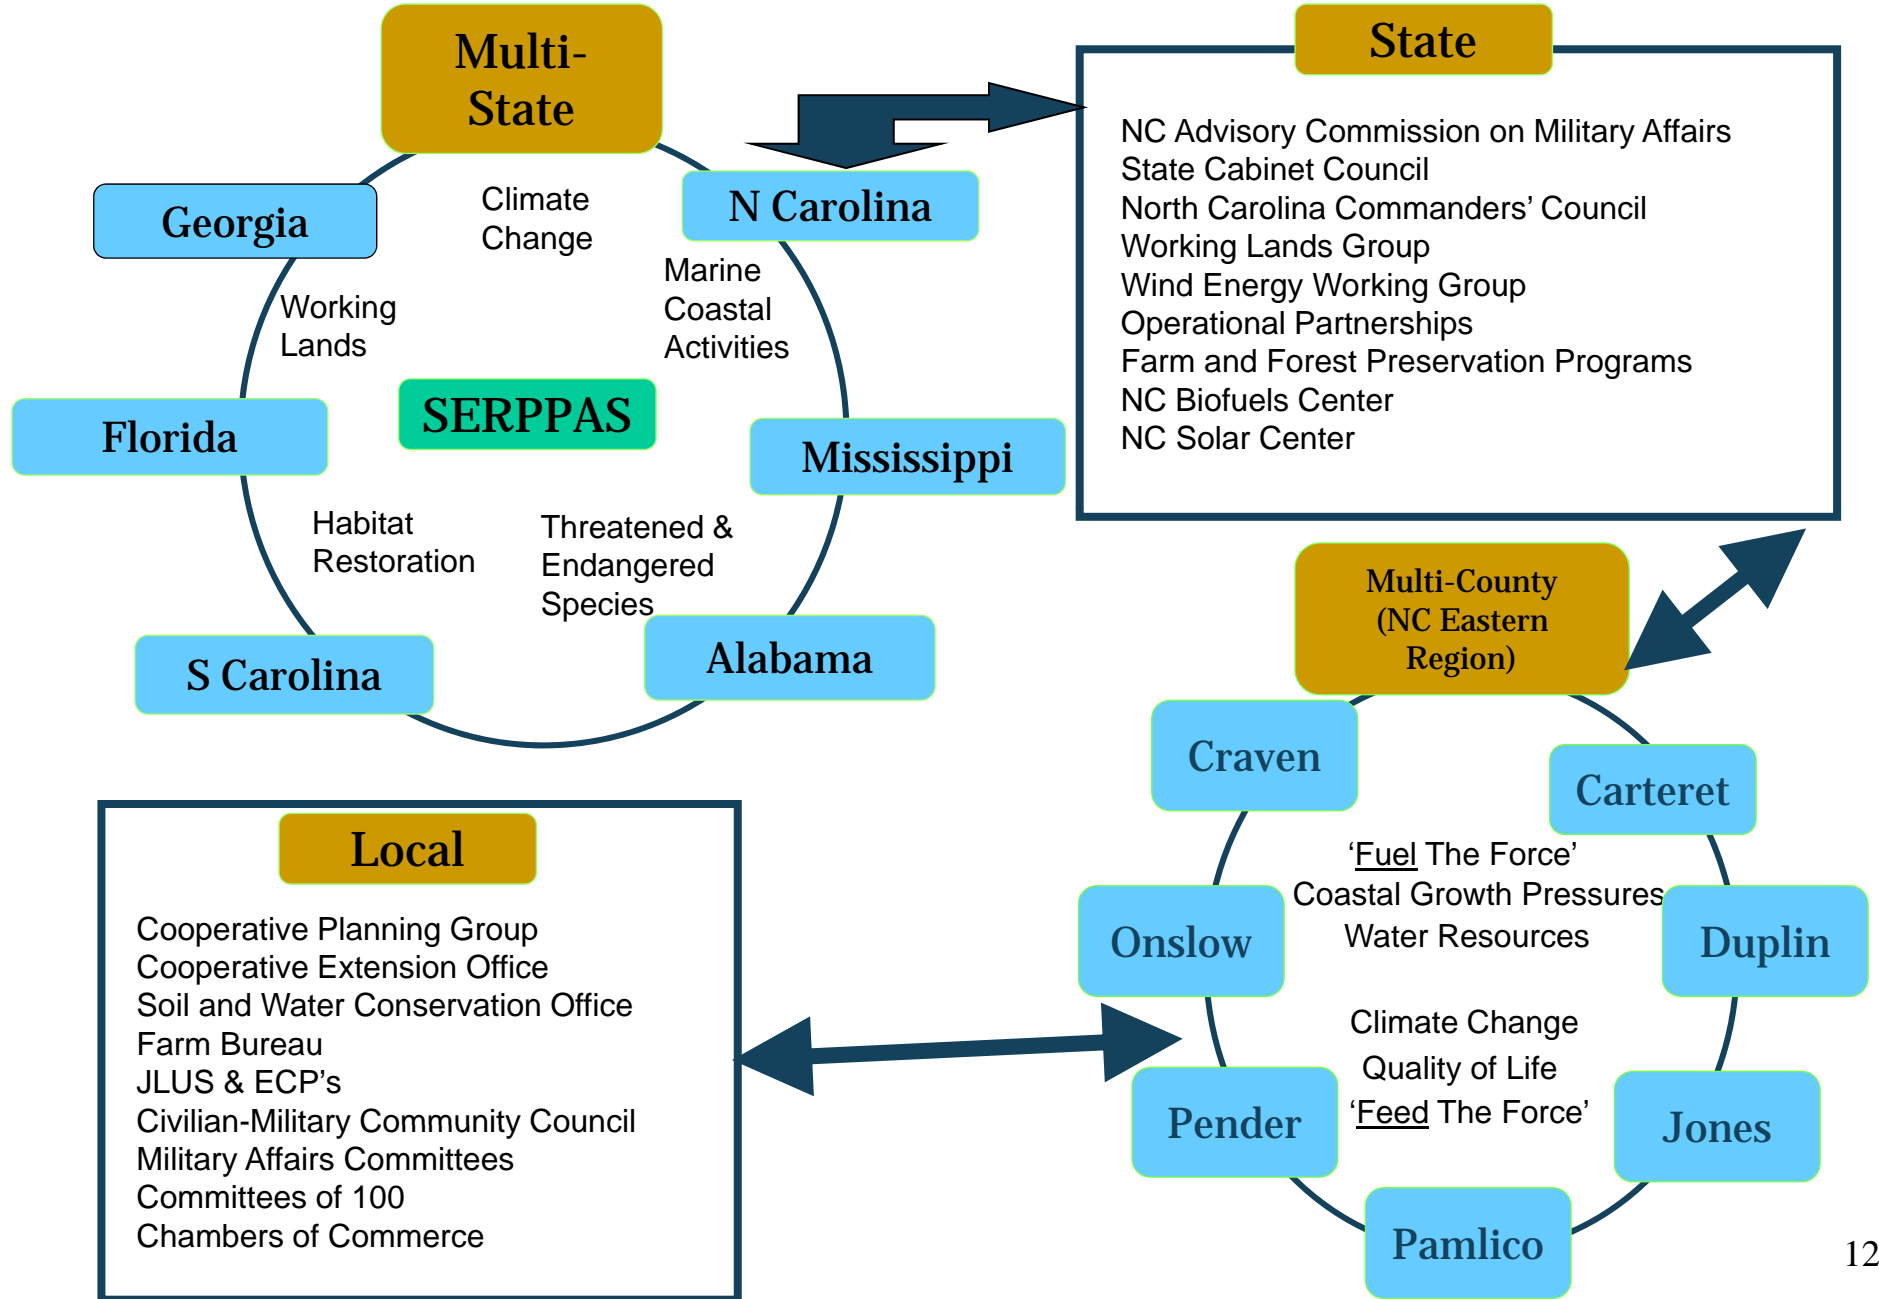 Multi-
State
Georgia
Climate
Change
N Carolina
Working
Lands
Marine
Coastal
Activities
SERPPAS
Florida
Mississippi
Habitat
Restoration
Threatened &
Endangered
Species
S Carolina
Alabama
State
NC Advisory Commission on Military Affairs
State Cabinet Council
North Carolina Commanders’ Council
Working Lands Group
Wind Energy Working Group
Operational Partnerships
Farm and Forest Preservation Programs
NC Biofuels Center
NC Solar Center
Local
Cooperative Planning Group
Cooperative Extension Office
Soil and Water Conservation Office
Farm Bureau
JLUS & ECP’s
Civilian-Military Community Council
Military Affairs Committees
Committees of 100
Chambers of Commerce
Multi-County
(NC Eastern
Region)
Craven
Carteret
‘Fuel The Force’
Coastal Growth Pressures
Water Resources
Onslow
Duplin
Climate Change
Quality of Life
‘Feed The Force’
Pender
Jones
Pamlico
12